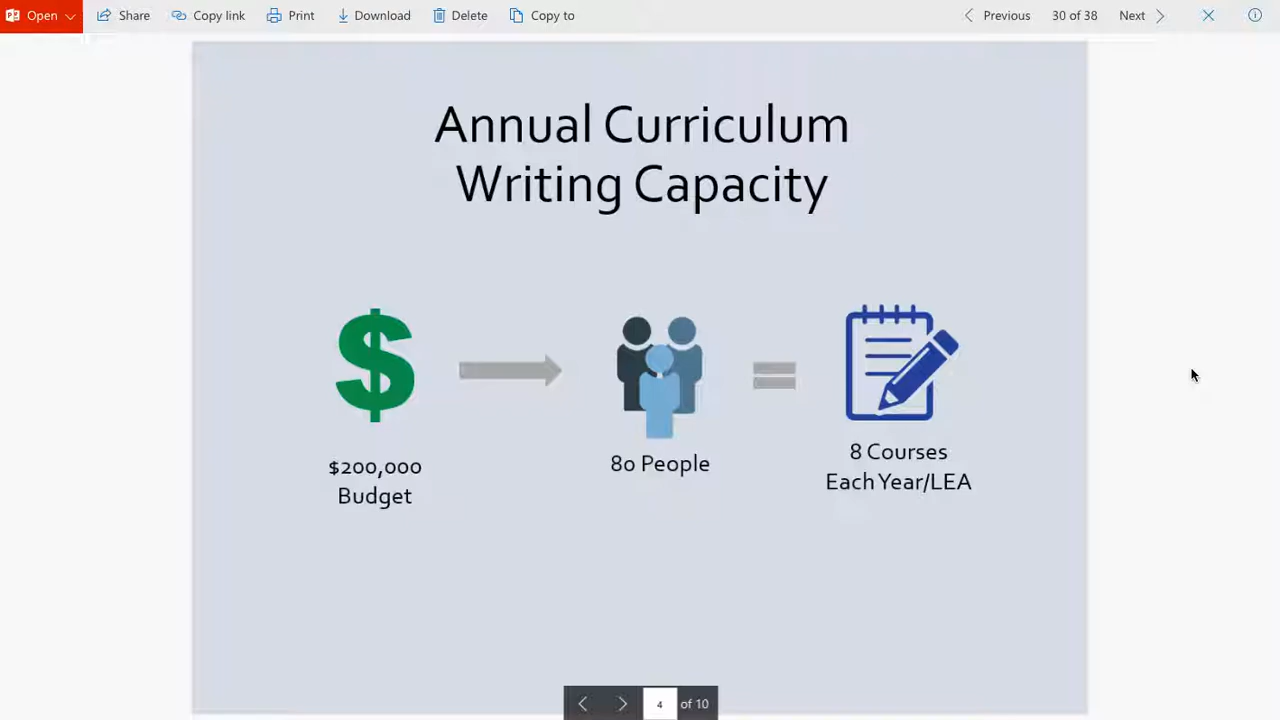 Open Share Copy link Print Download Delete Copy to Previous 30 of 38 Next
Annual Curriculum
Writing Capacity
$200,000
Budget
80 People
8 Courses
Each Year/LEA
4 of 10